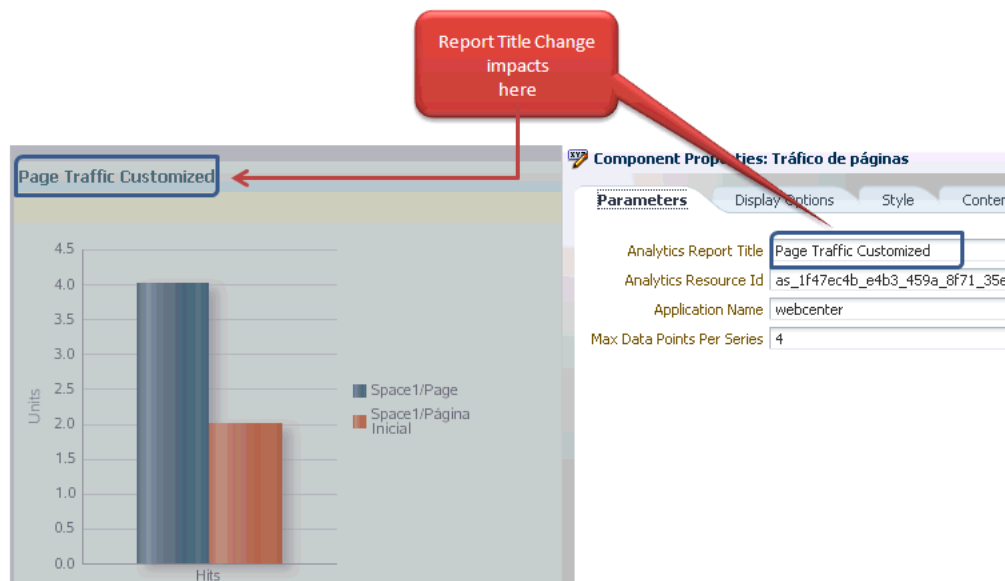 Report Title Change
impacts
here
Page Traffic Customized
4.5
4.0
3.5
3.0
2.5
2.0
1.5
1.0
0.5
0.0
Units
Hits
Space1/Page
Space1/Página
Inicial
Component Properties: Tráfico de páginas
Parameters Display Options Style Conten
Analytics Report Title Page Traffic Customized
Analytics Resource Id as_1f47ec4b_e4b3_459a_8f71_35e
Application Name webcenter
Max Data Points Per Series 4